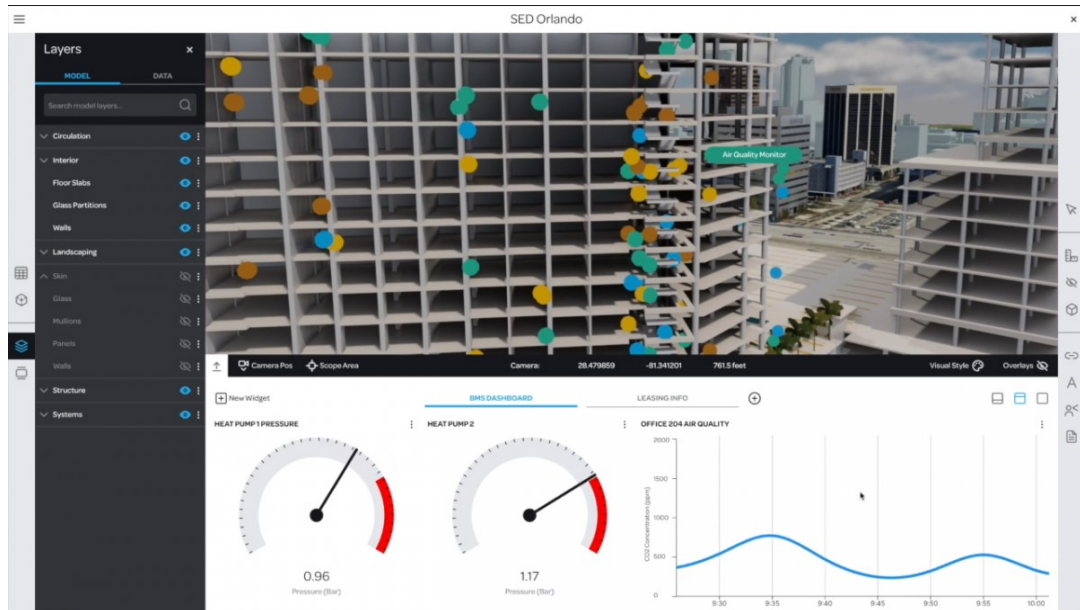 SED Orlando
Layers
MODEL DATA
Search model layers...
Circulation
Interior
Floor Slabs
Glass Partitions
Walls
Landscaping
Skin
Glass
Mullions
Panels
Walls
Structure
Systems
Air Quality Monitor
Camera Pos Scope Area Camera: 28.479859 -81.341201 761.5 feet Visual Style Overlays
New Widget BMS DASHBOARD LEASING INFO
HEAT PUMP 1 PRESSURE
0.96
Pressure (Bar)
HEAT PUMP 2
1.17
Pressure (Bar)
OFFICE 204 AIR QUALITY
CO2 Concentration (ppm)
2000
1500
1000
500
0
9:30 9:35 9:40 9:45 9:50 9:55 10:00